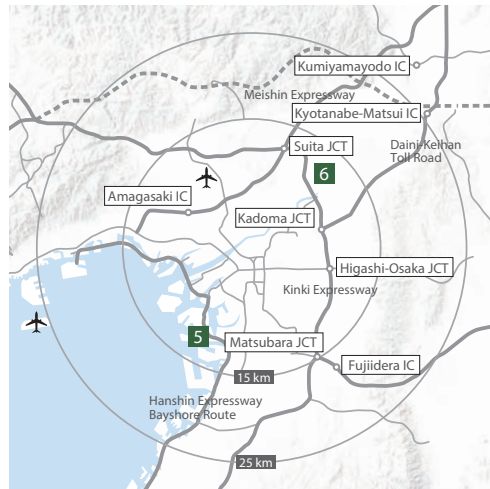 Kumiyamayodo IC
Meishin Expressway
Kyotanabe-Matsui IC
Suita JCT
Daini-Keihan
Toll Road
6
Amagasaki IC
Kadoma JCT
Higashi-Osaka JCT
Kinki Expressway
5
Matsubara JCT
Fujiidera IC
15 km
Hanshin Expressway
Bayshore Route
25 km